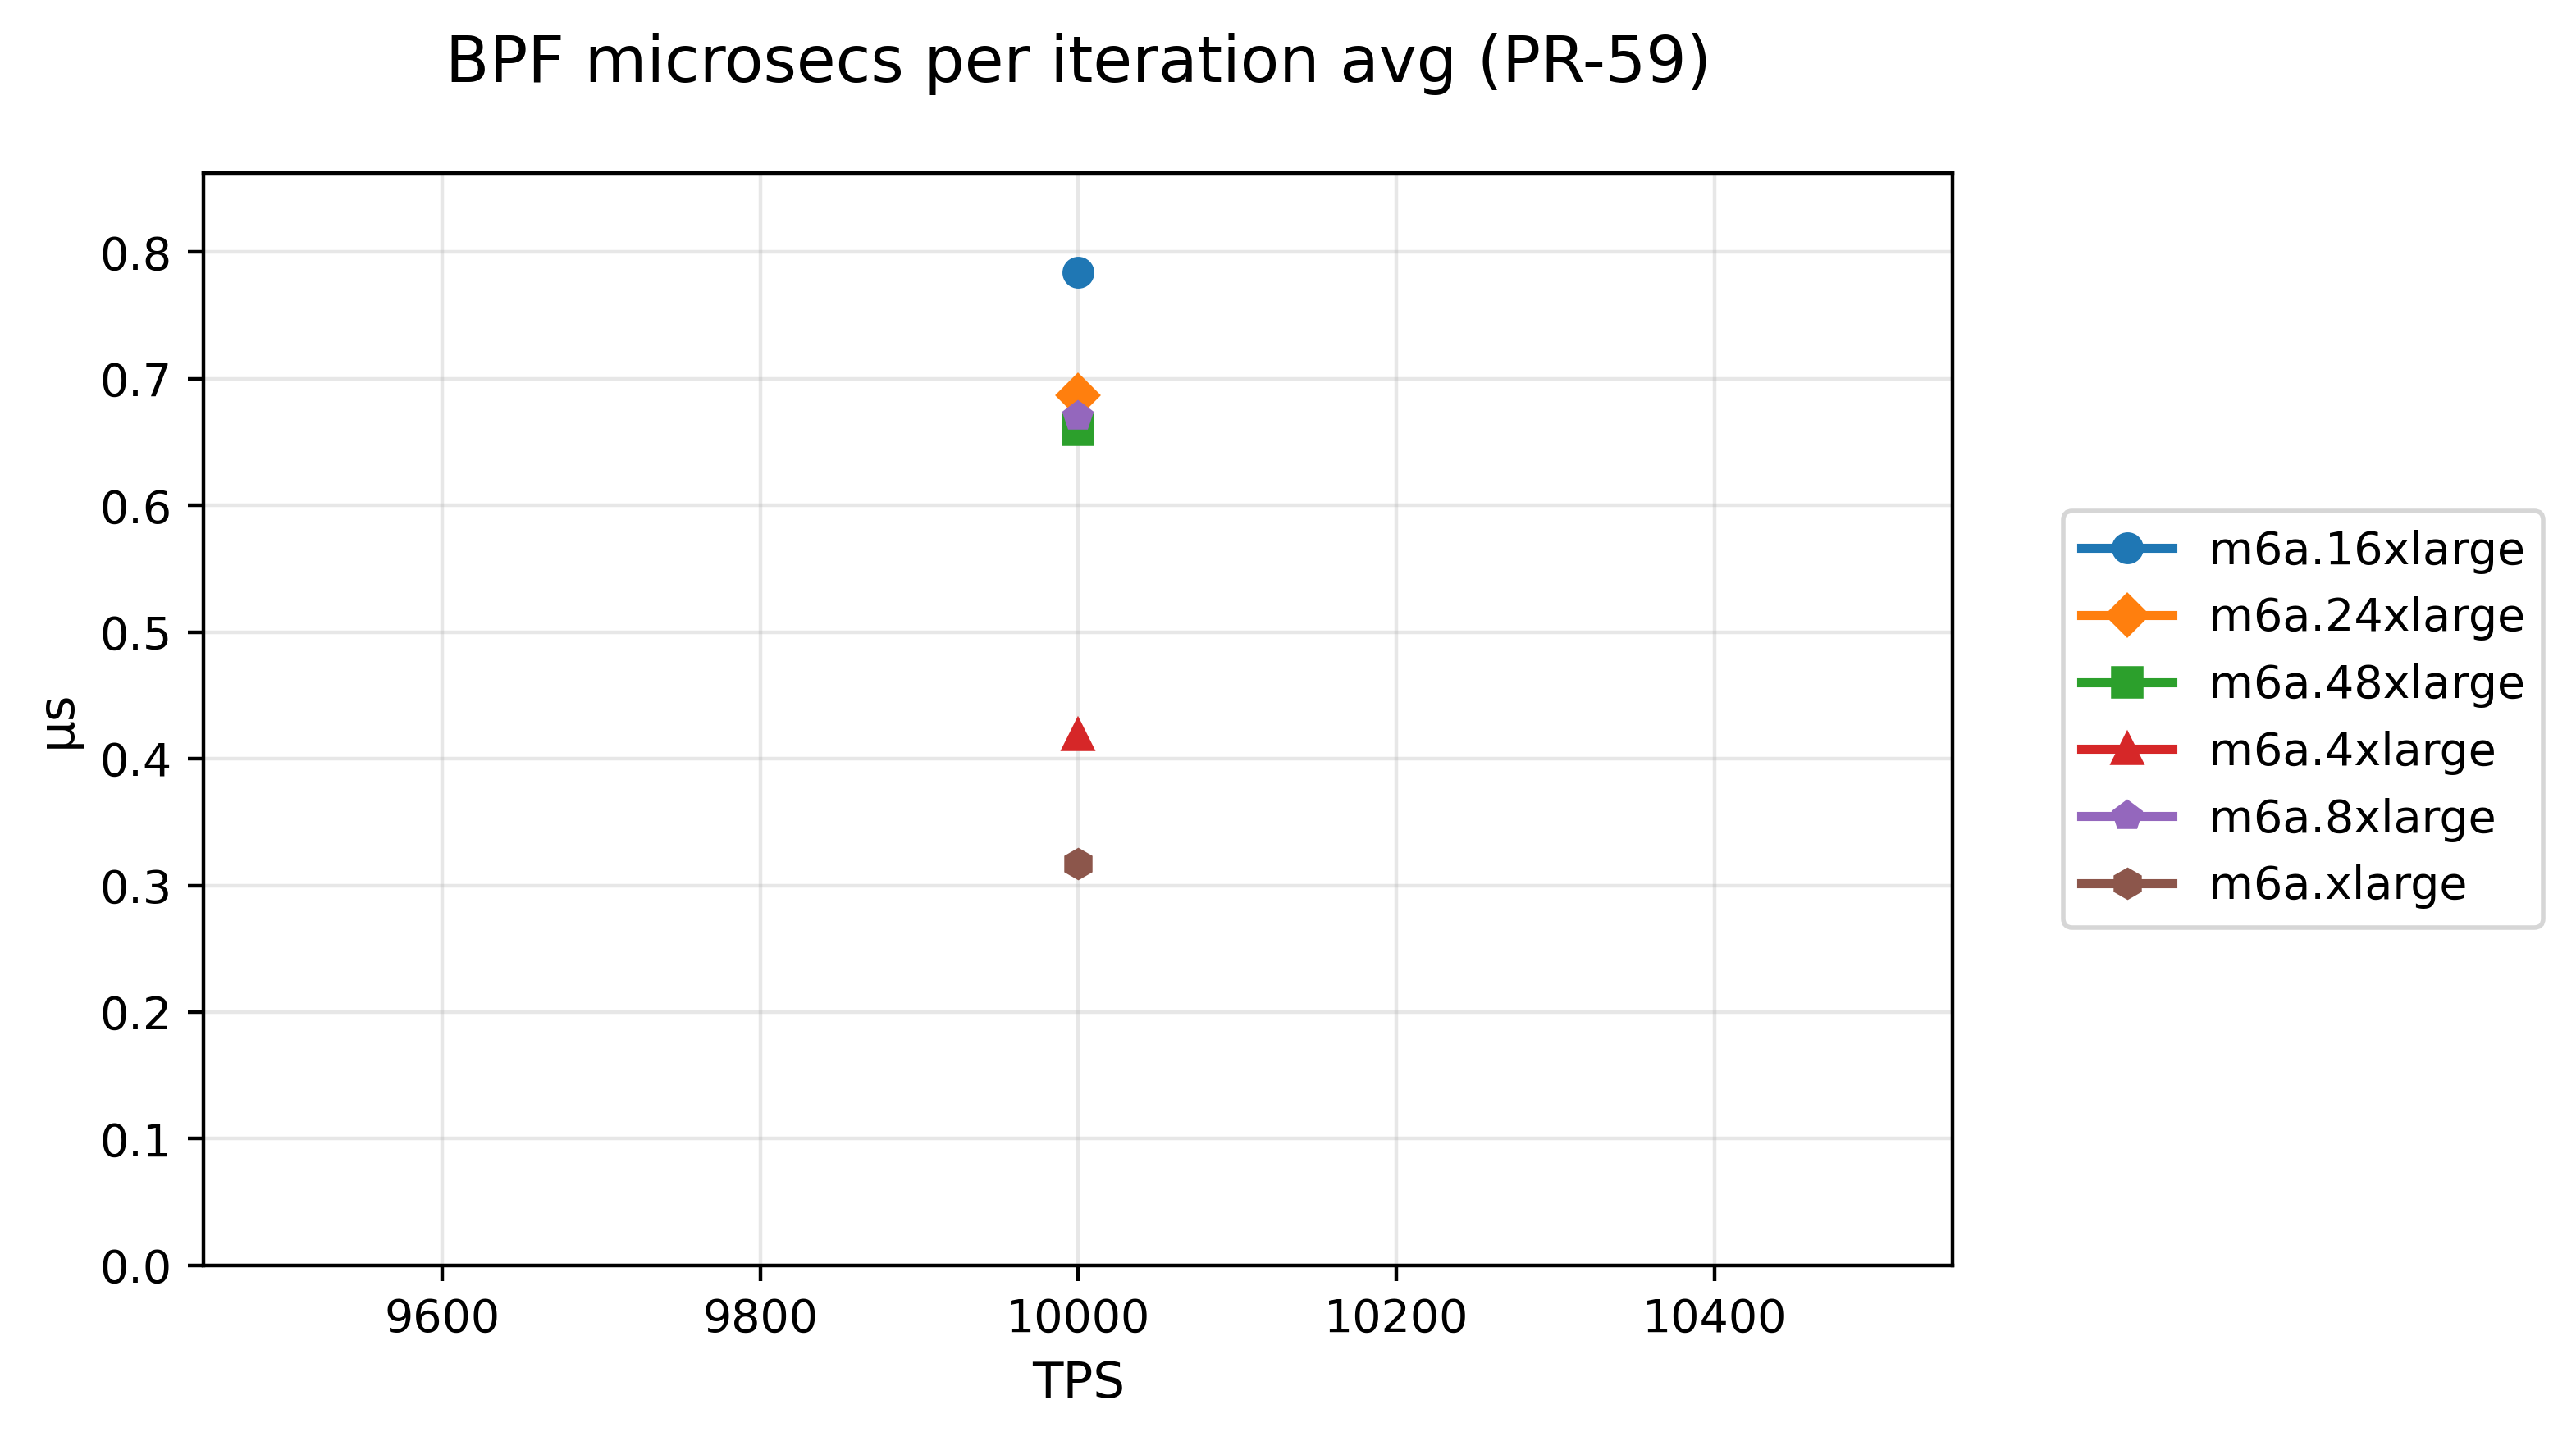 BPF microsecs per iteration avg (PR-59)
µs
0.8
0.7
0.6
0.5
0.4
0.3
0.2
0.1
0.0
9600 9800 10000 10200 10400
TPS
m6a.16xlarge
m6a.24xlarge
m6a.48xlarge
m6a.4xlarge
m6a.8xlarge
m6a.xlarge